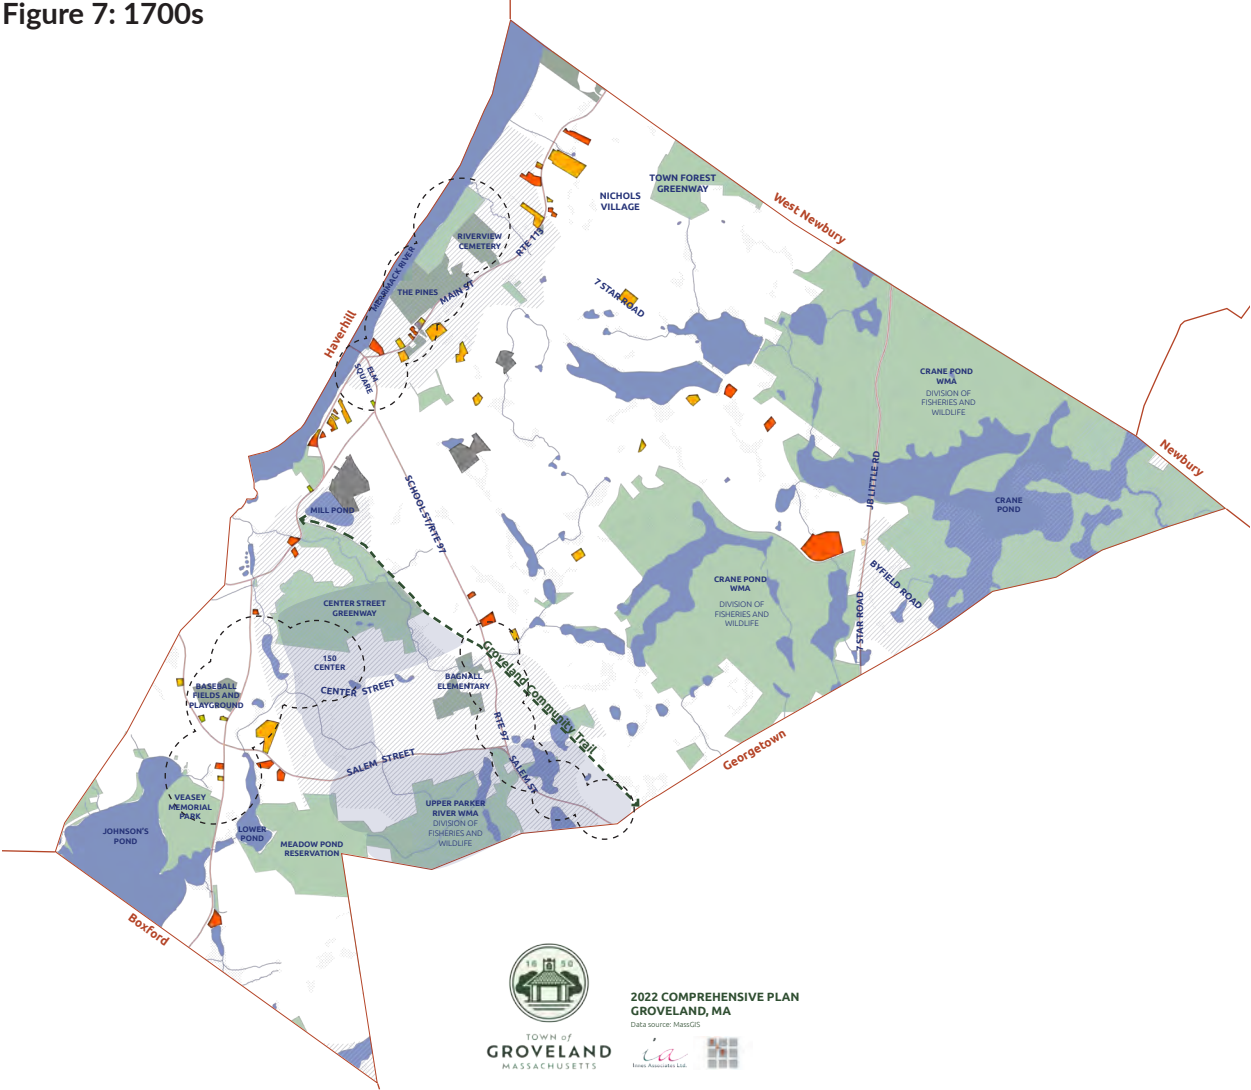 Figure 7: 1700s
West Newbury
TOWN FOREST
GREENWAY
NICHOLS
VILLAGE
RIVERVIEW
CEMETERY
RTE 113
MERRIMACK RIVER
THE PINES
MAIN ST
7 STAR ROAD
Haverhill
ELM
SQUARE
CRANE POND
WMA
DIVISION OF
FISHERIES AND
WILDLIFE
Newbury
JB LITTLE RD
CRANE
POND
SCHOOL ST/RTE 97
MILL POND
CRANE POND
WMA
DIVISION OF
FISHERIES AND
WILDLIFE
BYFIELD ROAD
7 STAR ROAD
CENTER STREET
GREENWAY
150
CENTER
CENTER STREET
BAGNALL
ELEMENTARY
Groveland Community Trail
BASEBALL
FIELDS AND
PLAYGROUND
RTE 97
SALEM STREET
SALEM ST
Georgetown
VEASEY
MEMORIAL
PARK
JOHNSON'S
POND
LOWER
POND
MEADOW POND
RESERVATION
UPPER PARKER
RIVER WMA
DIVISION OF
FISHERIES AND
WILDLIFE
Boxford
1650
TOWN of
GROVELAND
MASSACHUSETTS
2022 COMPREHENSIVE PLAN
GROVELAND, MA
Data source: MassGIS
ia
Innes Associates Ltd.